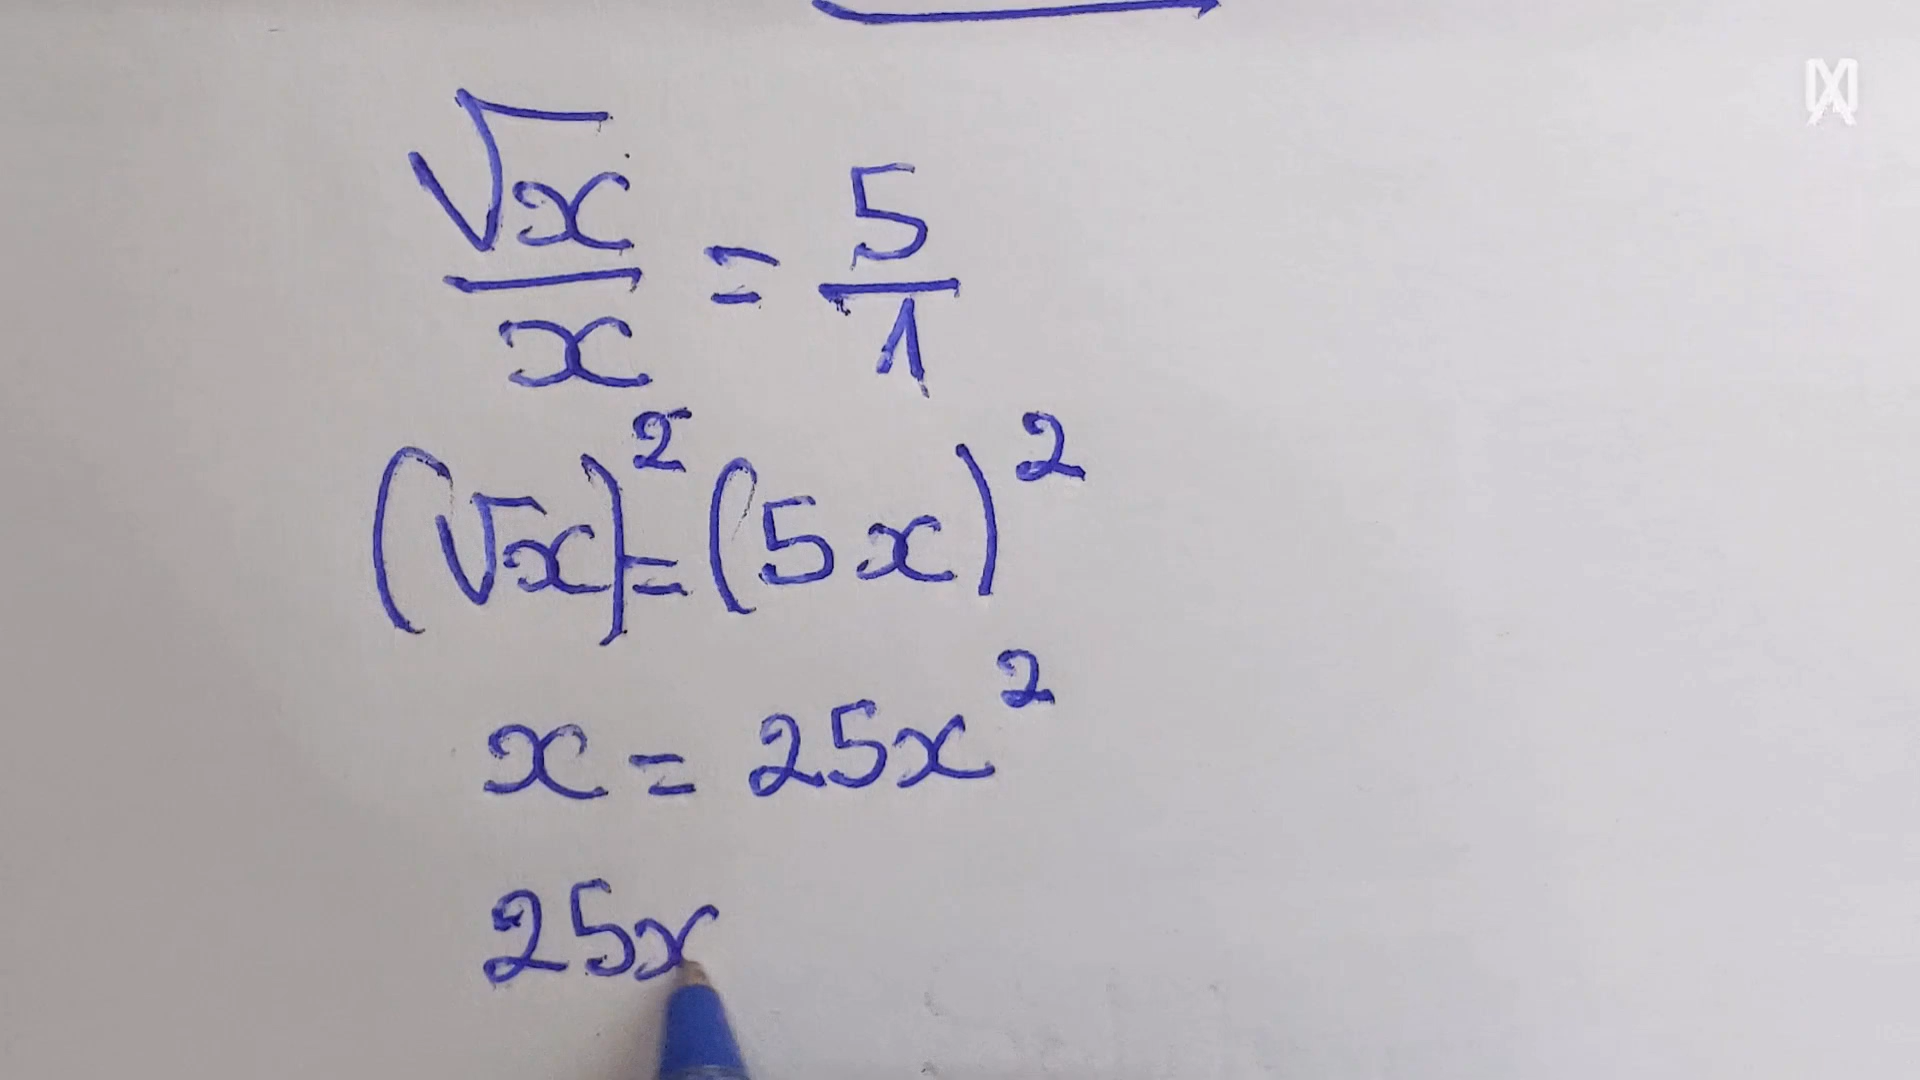 √x/x = 5/1
(√x)² = (5x)²
x = 25x²
25x